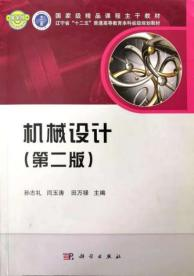 国家级精品课程主干教材
辽宁省“十二五”普通高等教育本科省级规划教材
机械设计
(第二版)
孙志礼 闫玉涛 田万禄 主编
科学出版社